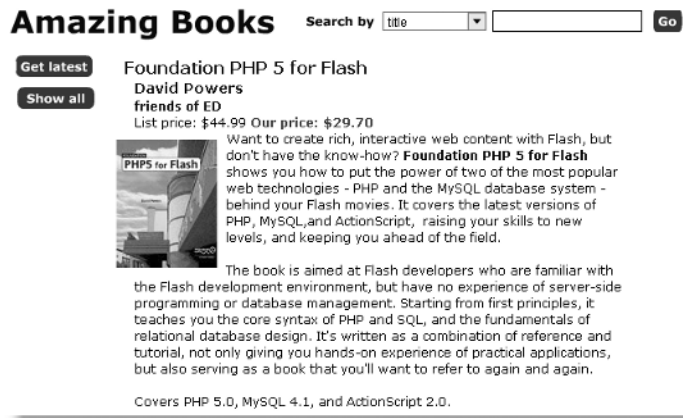 Amazing Books
Search by title Go
Get latest
Show all
Foundation PHP 5 for Flash
David Powers
friends of ED
List price: $44.99 Our price: $29.70
PHP5 for Flash
Want to create rich, interactive web content with Flash, but
don't have the know-how? Foundation PHP 5 for Flash
shows you how to put the power of two of the most popular
web technologies - PHP and the MySQL database system -
behind your Flash movies. It covers the latest versions of
PHP, MySQL,and ActionScript, raising your skills to new
levels, and keeping you ahead of the field.
The book is aimed at Flash developers who are familiar with
the Flash development environment, but have no experience of server-side
programming or database management. Starting from first principles, it
teaches you the core syntax of PHP and SQL, and the fundamentals of
relational database design. It's written as a combination of reference and
tutorial, not only giving you hands-on experience of practical applications,
but also serving as a book that you'll want to refer to again and again.
Covers PHP 5.0, MySQL 4.1, and ActionScript 2.0.